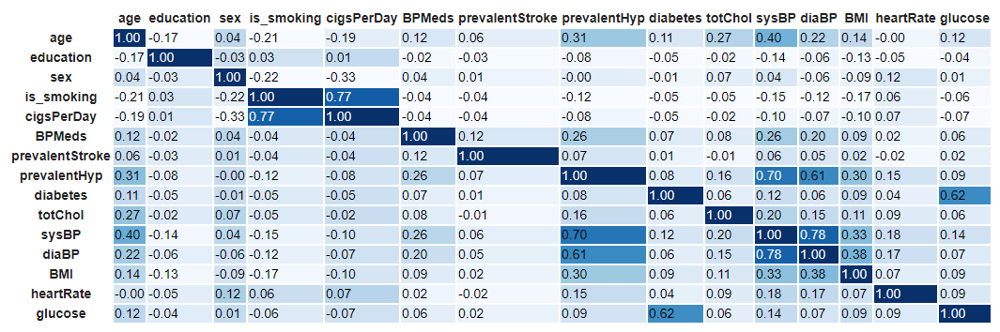 age education sex is_smoking cigsPerDay BPMeds prevalentStroke prevalentHyp diabetes totChol sysBP diaBP BMI heartRate glucose
age 1.00 -0.17 0.04 -0.21 -0.19 0.12 0.06 0.31 0.11 0.27 0.40 0.22 0.14 -0.00 0.12
education -0.17 1.00 -0.03 0.03 0.01 -0.02 -0.03 -0.08 -0.05 -0.02 -0.14 -0.06 -0.13 -0.05 -0.04
sex 0.04 -0.03 1.00 -0.22 -0.33 0.04 0.01 -0.00 -0.01 0.07 0.04 -0.06 -0.09 0.12 0.01
is_smoking -0.21 0.03 -0.22 1.00 0.77 -0.04 -0.04 -0.12 -0.05 -0.05 -0.15 -0.12 -0.17 0.06 -0.06
cigsPerDay -0.19 0.01 -0.33 0.77 1.00 -0.04 -0.04 -0.08 -0.05 -0.02 -0.10 -0.07 -0.10 0.07 -0.07
BPMeds 0.12 -0.02 0.04 -0.04 -0.04 1.00 0.12 0.26 0.07 0.08 0.26 0.20 0.09 0.02 0.06
prevalentStroke 0.06 -0.03 0.01 -0.04 -0.04 0.12 1.00 0.07 0.01 -0.01 0.06 0.05 0.02 -0.02 0.02
prevalentHyp 0.31 -0.08 -0.00 -0.12 -0.08 0.26 0.07 1.00 0.08 0.16 0.70 0.61 0.30 0.15 0.09
diabetes 0.11 -0.05 -0.01 -0.05 -0.05 0.07 0.01 0.08 1.00 0.06 0.12 0.06 0.09 0.04 0.62
totChol 0.27 -0.02 0.07 -0.05 -0.02 0.08 -0.01 0.16 0.06 1.00 0.20 0.15 0.11 0.09 0.06
sysBP 0.40 -0.14 0.04 -0.15 -0.10 0.26 0.06 0.70 0.12 0.20 1.00 0.78 0.33 0.18 0.14
diaBP 0.22 -0.06 -0.06 -0.12 -0.07 0.20 0.05 0.61 0.06 0.15 0.78 1.00 0.38 0.17 0.07
BMI 0.14 -0.13 -0.09 -0.17 -0.10 0.09 0.02 0.30 0.09 0.11 0.33 0.38 1.00 0.07 0.09
heartRate -0.00 -0.05 0.12 0.06 0.07 0.02 -0.02 0.15 0.04 0.09 0.18 0.17 0.07 1.00 0.09
glucose 0.12 -0.04 0.01 -0.06 -0.07 0.06 0.02 0.09 0.62 0.06 0.14 0.07 0.09 0.09 1.00